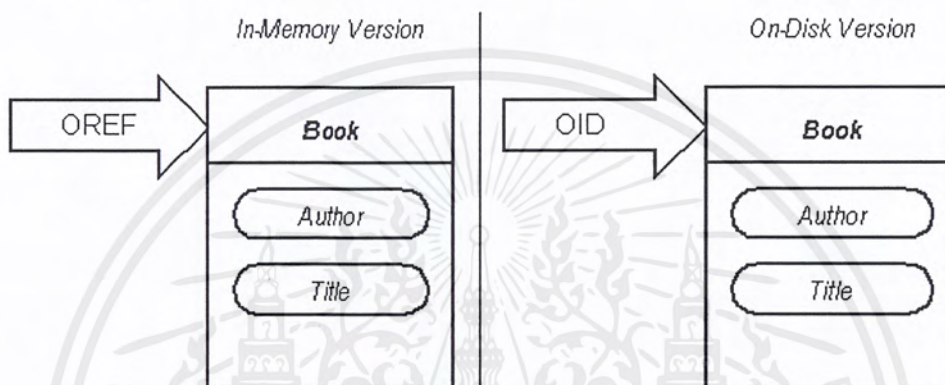 In-Memory Version
On-Disk Version
OREF
Book
OID
Book
Author
Author
Title
Title